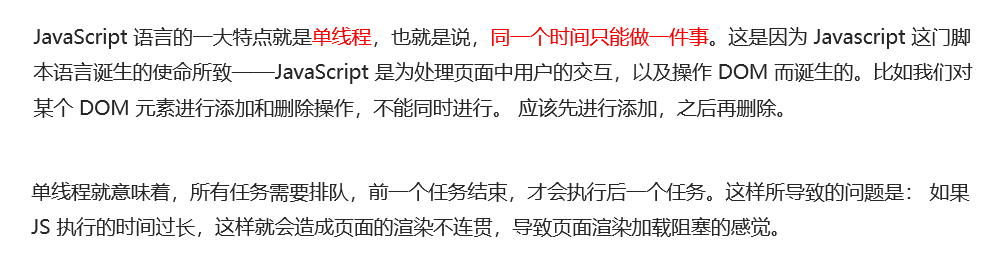 JavaScript 语言的一大特点就是单线程，也就是说，同一个时间只能做一件事。这是因为 Javascript 这门脚
本语言诞生的使命所致——JavaScript 是为处理页面中用户的交互，以及操作 DOM 而诞生的。比如我们对
某个 DOM 元素进行添加和删除操作，不能同时进行。 应该先进行添加，之后再删除。
单线程就意味着，所有任务需要排队，前一个任务结束，才会执行后一个任务。这样所导致的问题是： 如果
JS 执行的时间过长，这样就会造成页面的渲染不连贯，导致页面渲染加载阻塞的感觉。